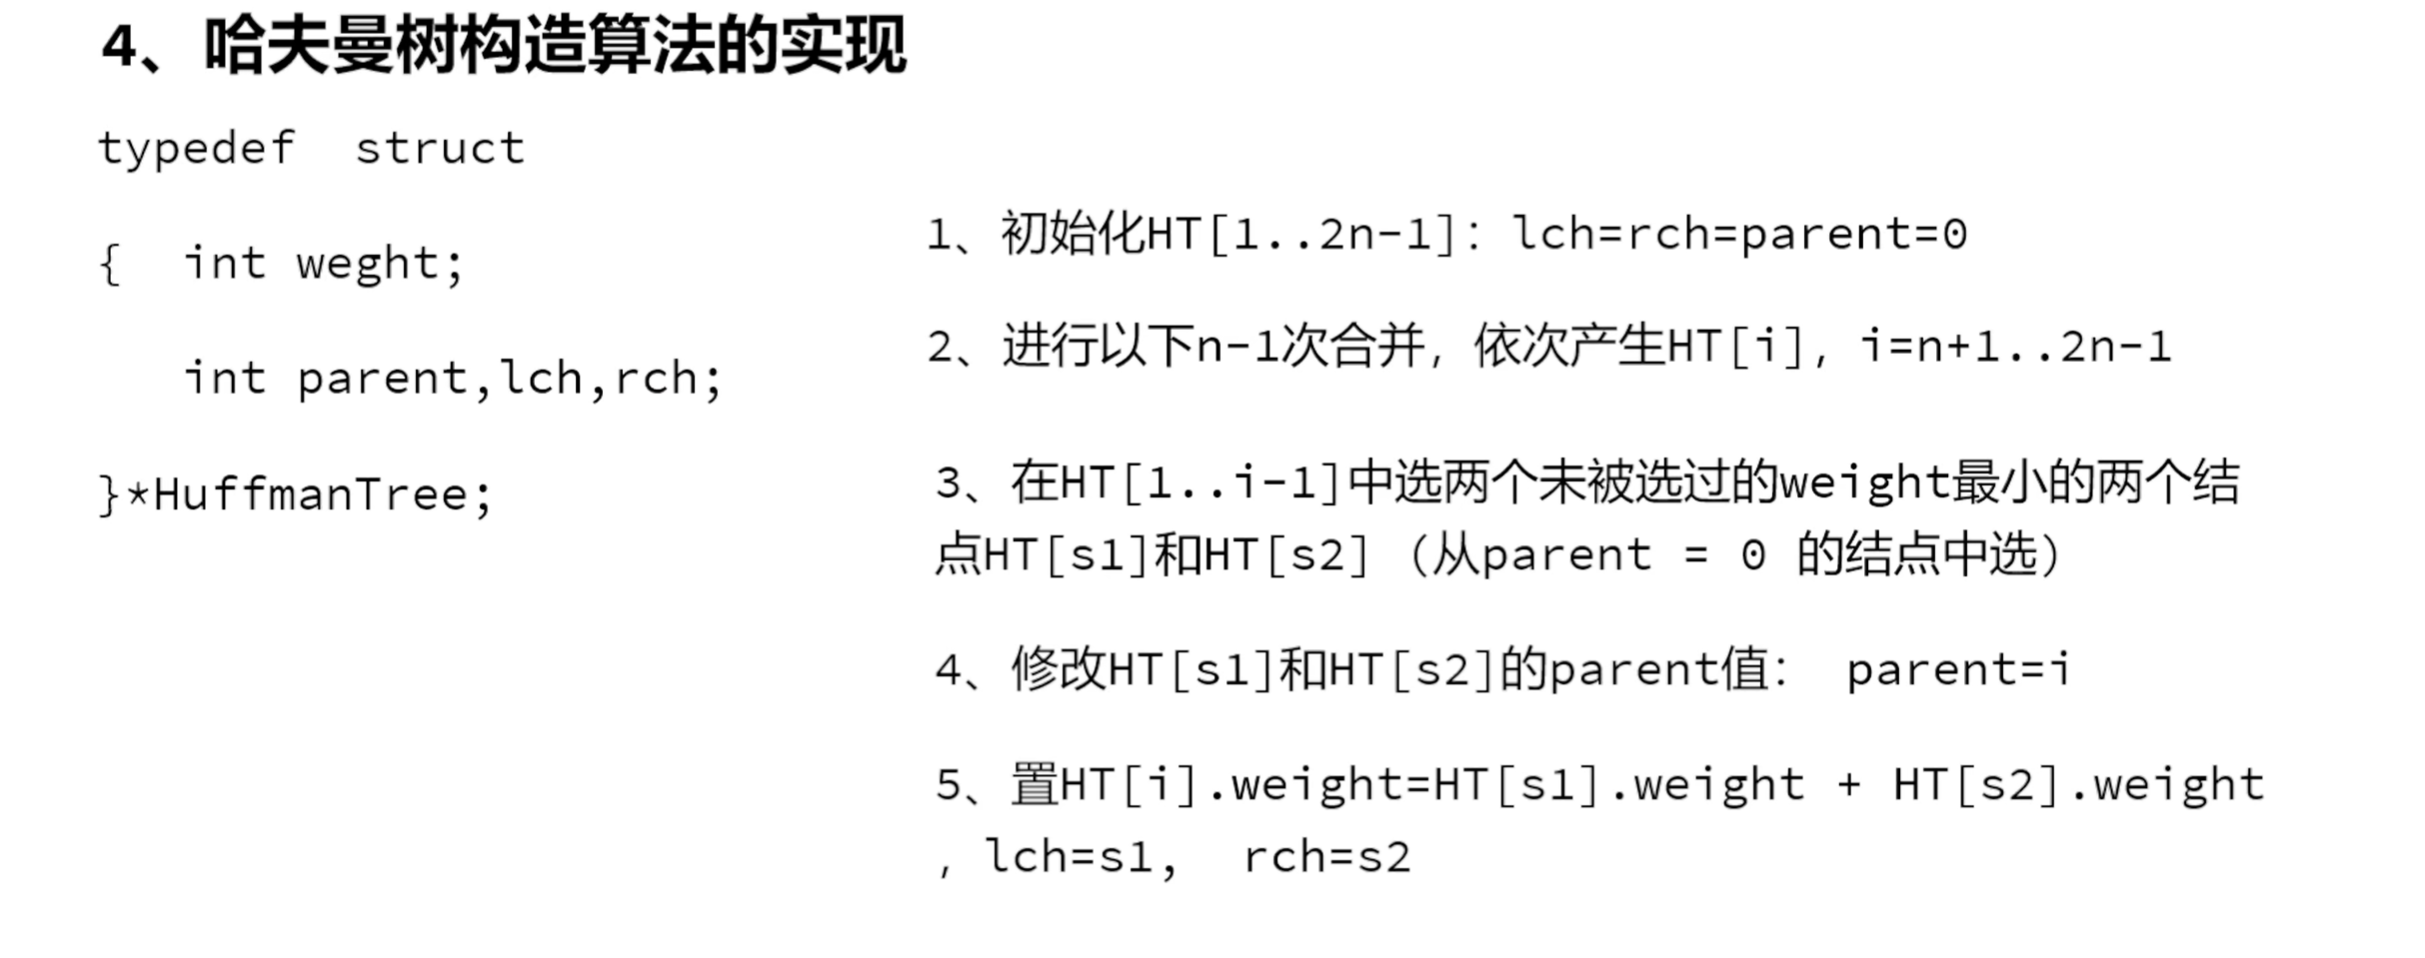 4、哈夫曼树构造算法的实现
typedef  struct
{  int weght;
int parent,lch,rch;
}*HuffmanTree;
1、初始化HT[1..2n-1]：lch=rch=parent=0
2、进行以下n-1次合并，依次产生HT[i]，i=n+1..2n-1
3、在HT[1..i-1]中选两个未被选过的weight最小的两个结
点HT[s1]和HT[s2]（从parent = 0 的结点中选）
4、修改HT[s1]和HT[s2]的parent值：  parent=i
5、置HT[i].weight=HT[s1].weight + HT[s2].weight
，lch=s1,  rch=s2